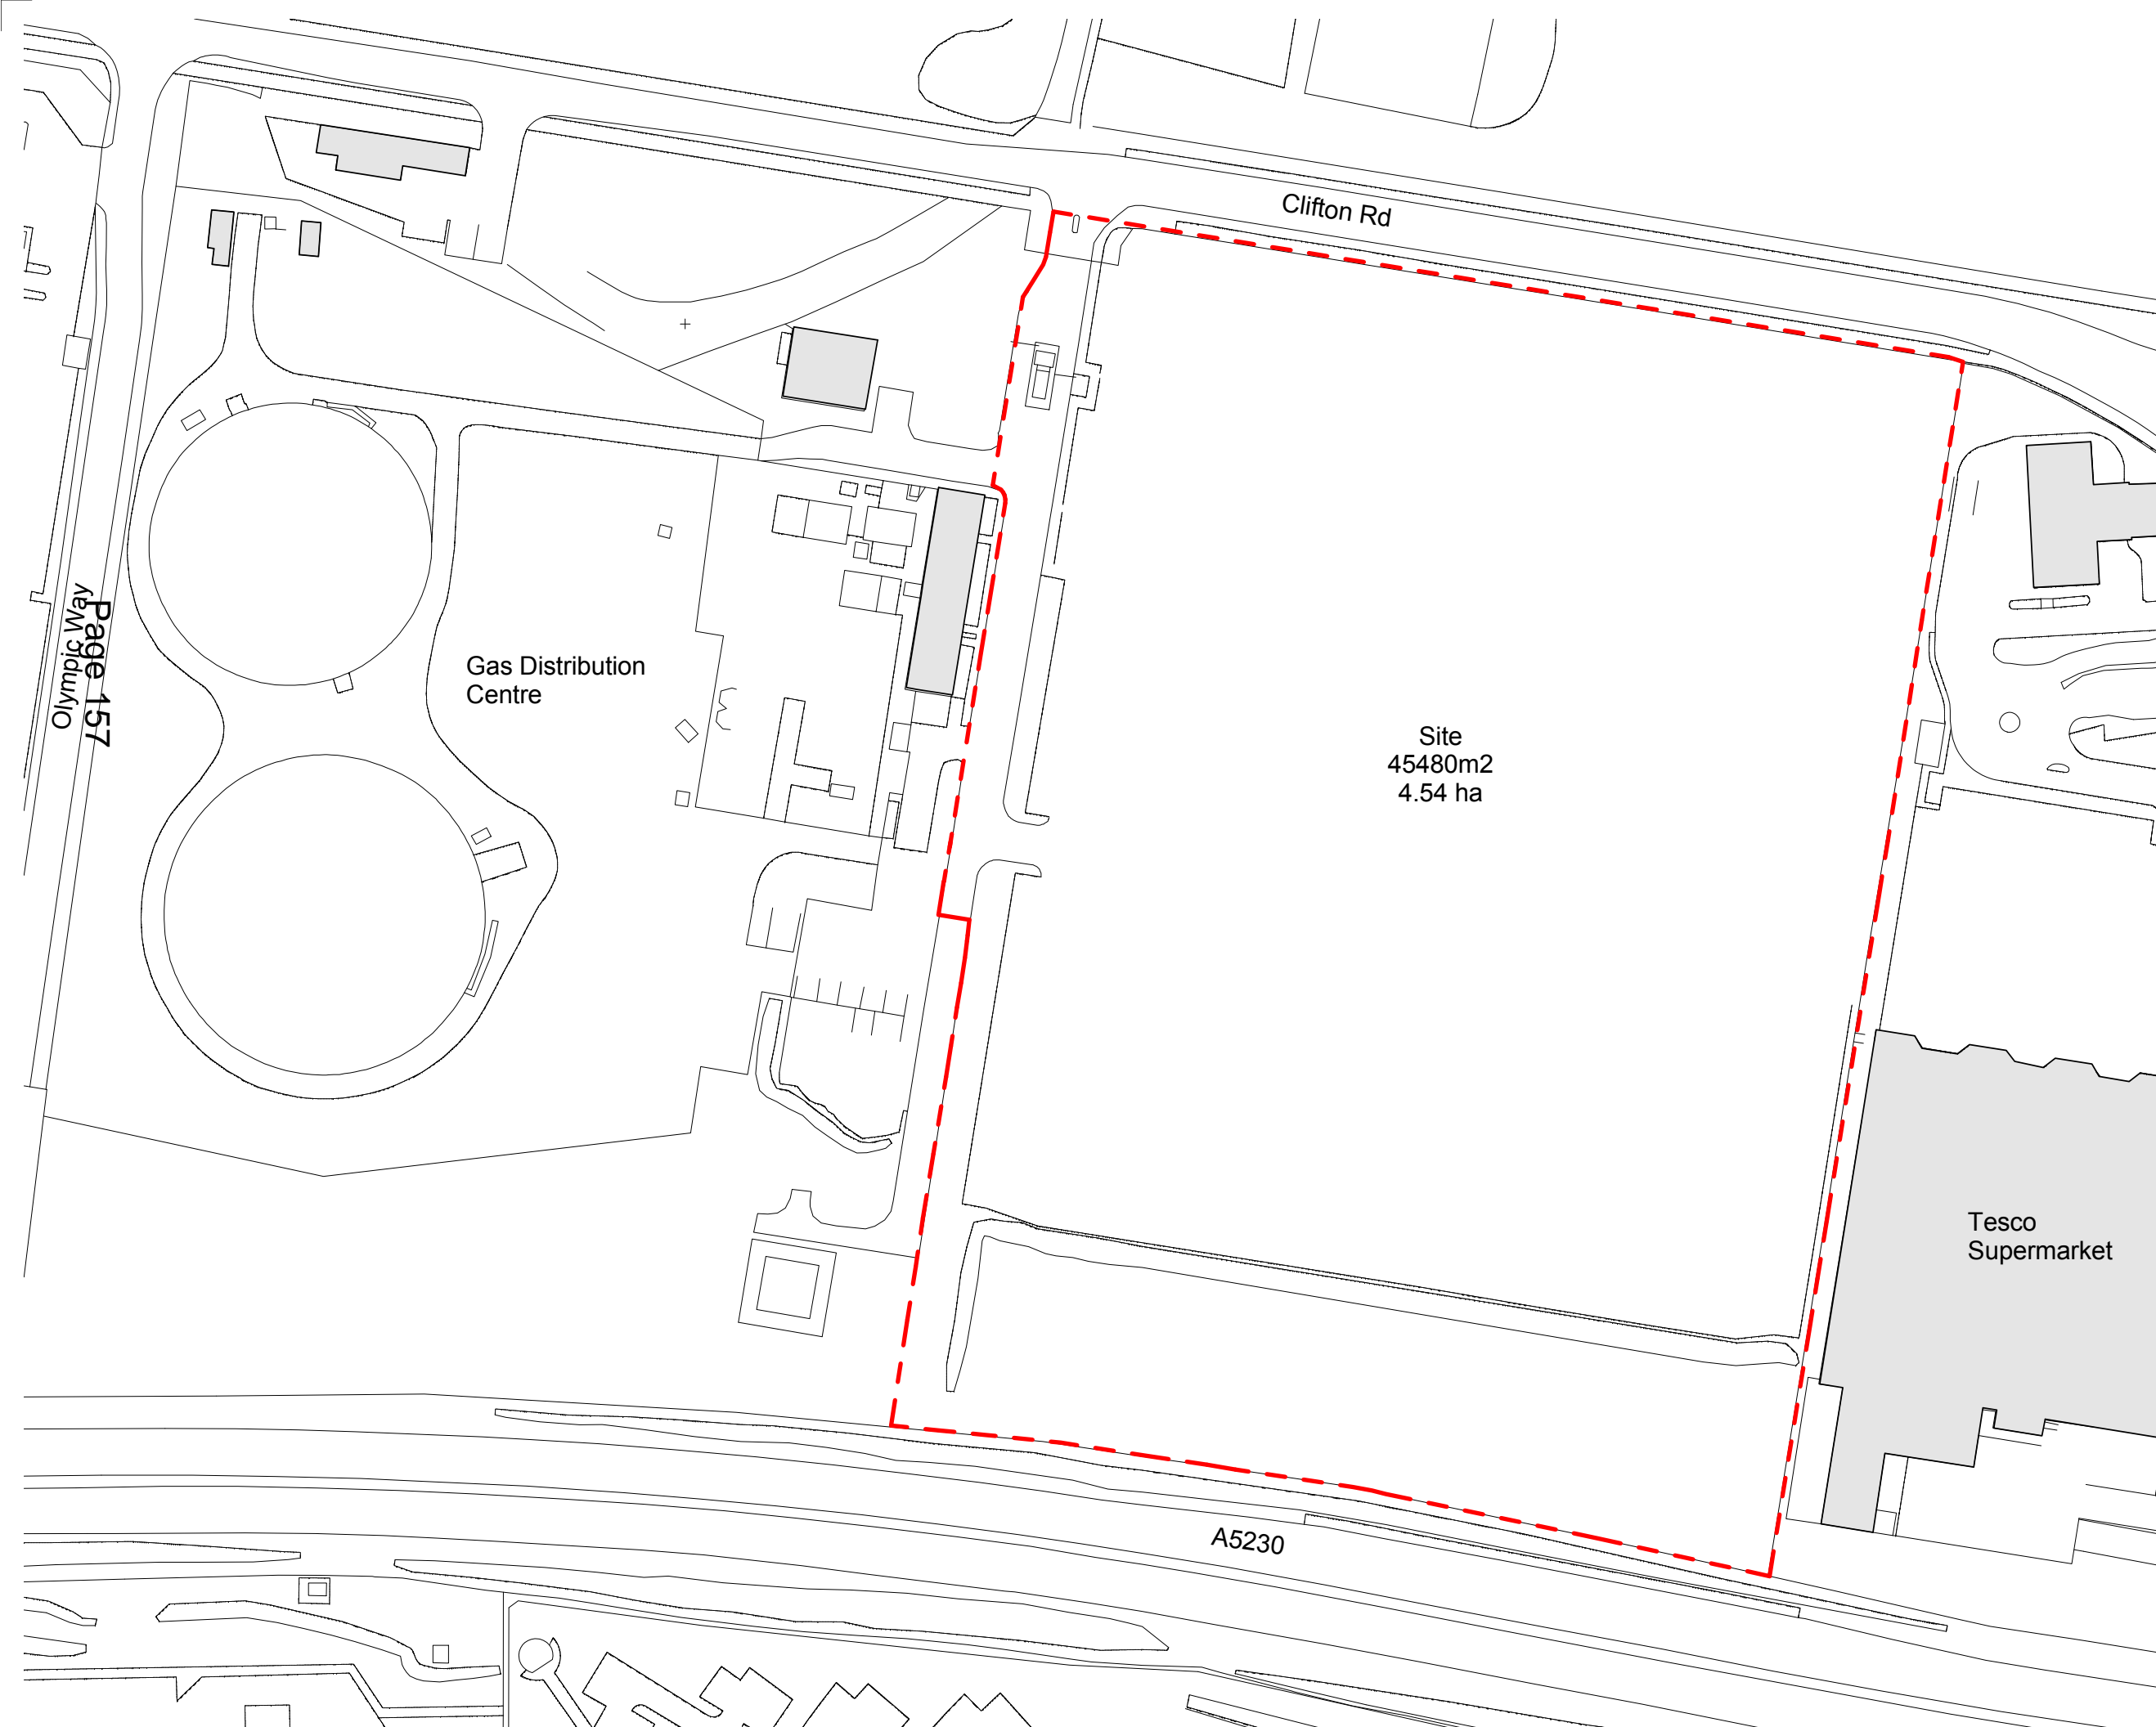 Clifton Rd
Olympic Way
Page 157
Gas Distribution
Centre
Site
45480m2
4.54 ha
Tesco
Supermarket
A5230